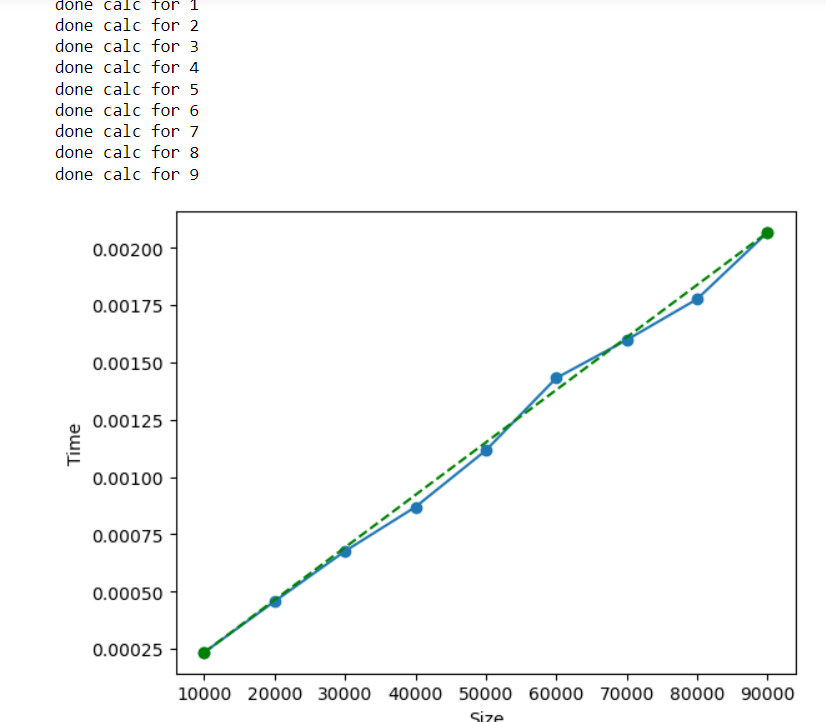 done calc for 1
done calc for 2
done calc for 3
done calc for 4
done calc for 5
done calc for 6
done calc for 7
done calc for 8
done calc for 9
0.00200
0.00175
0.00150
0.00125
Time
0.00100
0.00075
0.00050
0.00025
10000 20000 30000 40000 50000 60000 70000 80000 90000
Size